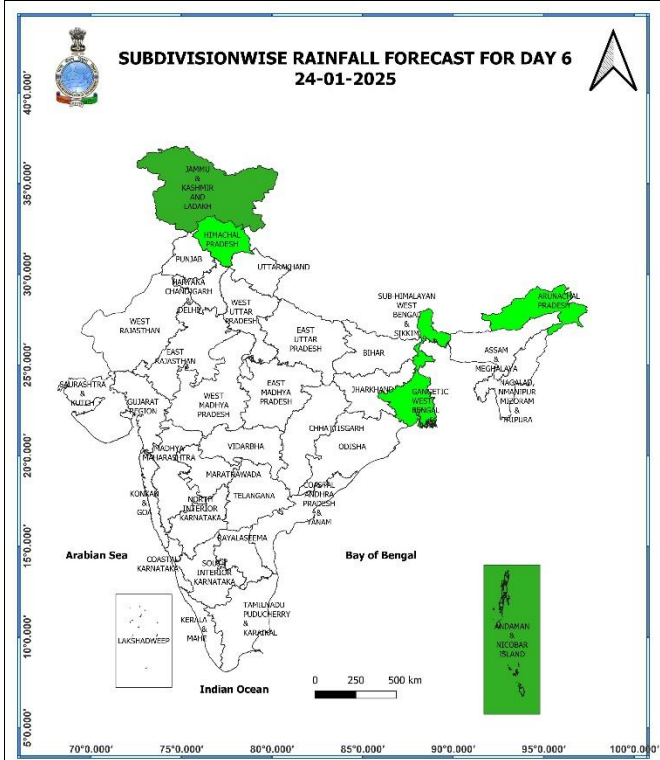 SUBDIVISIONWISE RAINFALL FORECAST FOR DAY 6
24-01-2025
40°0.000'
35°0.000'
30°0.000'
25°0.000'
20°0.000'
15°0.000'
10°0.000'
5°0.000'
JAMMU
&
KASHMIR
AND
LADAKH
HIMACHAL
PRADESH
PUNJAB
UTTARAKHAND
HARYANA
CHANDIGARH
&
DELHI
WEST
UTTAR
PRADESH
WEST
RAJASTHAN
EAST
UTTAR
PRADESH
SUB HIMALAYAN
WEST
BENGAL
&
SIKKIM
ARUNACHAL
PRADESH
EAST
RAJASTHAN
BIHAR
ASSAM
&
MEGHALAYA
SAURASHTRA
&
KUTCH
GUJARAT
REGION
WEST
MADHYA
PRADESH
EAST
MADHYA
PRADESH
JHARKHAND
GANGETIC
WEST
BENGAL
NAGALAD,
NMANIPUR
MIZORAM
&
TRIPURA
CHHATTISGARH
ODISHA
MADHYA
MAHARASHTRA
VIDARBHA
MARATHWADA
KONKAN
&
GOA
NORTH
INTERIOR
KARNATAKA
TELANGANA
COASTAL
ANDHRA
PRADESH
&
YANAM
RAYALASEEMA
Arabian Sea
Bay of Bengal
COASTAL
KARNATAKA
SOUTH
INTERIOR
KARNATAKA
LAKSHADWEEP
KERALA
&
MAHE
TAMILNADU
PUDUCHERRY
&
KARAIKAL
ANDAMAN
&
NICOBAR
ISLAND
Indian Ocean
0 250 500 km
70°0.000' 75°0.000' 80°0.000' 85°0.000' 90°0.000' 95°0.000' 100°0.000'